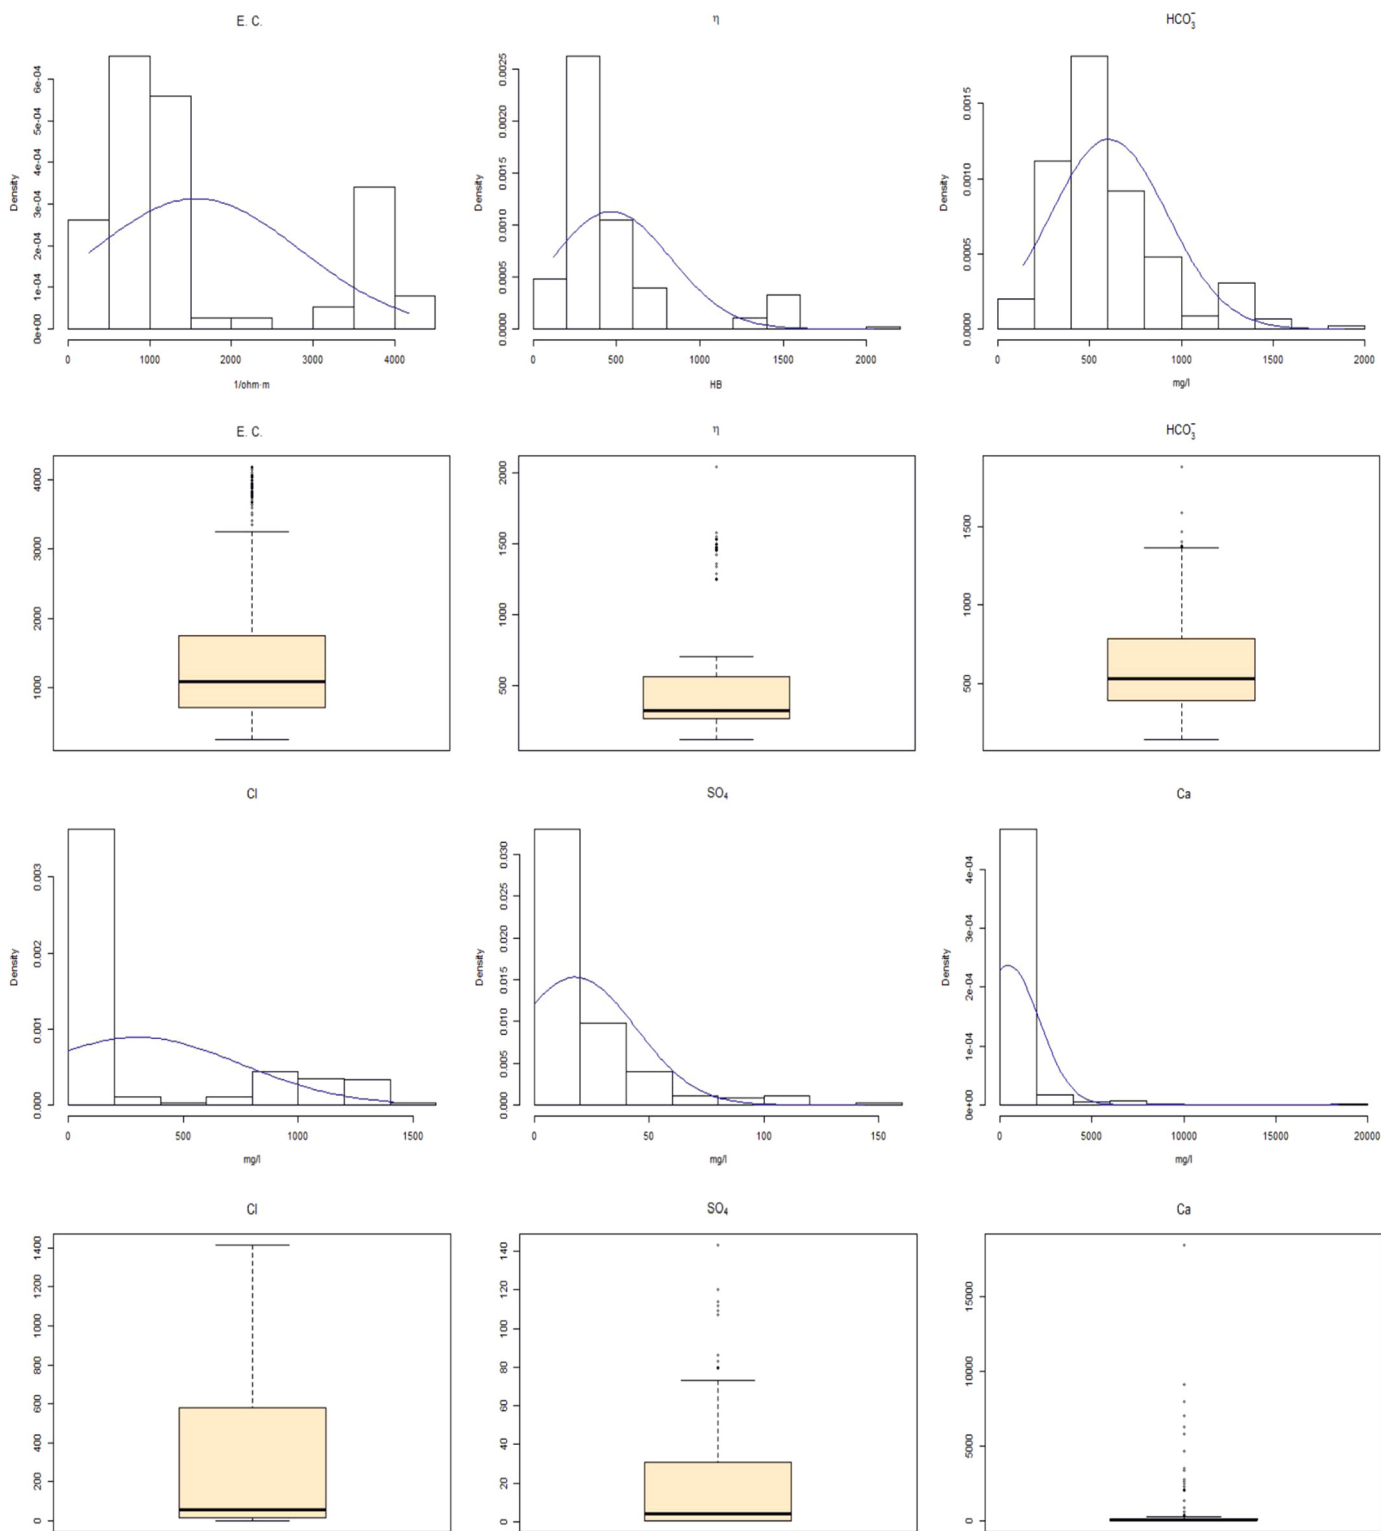 E. C.
η
HCO₃⁻
Density
6e-04
5e-04
4e-04
3e-04
2e-04
1e-04
0e+00
0 1000 2000 3000 4000
1/ohm·m
Density
0.0025
0.0020
0.0015
0.0010
0.0005
0.0000
0 500 1000 1500 2000
HB
Density
0.0015
0.0010
0.0005
0.0000
0 500 1000 1500 2000
mg/l
E. C.
η
HCO₃⁻
4000
3000
2000
1000
2000
1500
1000
500
1500
1000
500
Cl
SO₄
Ca
Density
0.003
0.002
0.001
0.000
0 500 1000 1500
mg/l
Density
0.030
0.025
0.020
0.015
0.010
0.005
0.000
0 50 100 150
mg/l
Density
4e-04
3e-04
2e-04
1e-04
0e+00
0 5000 10000 15000 20000
mg/l
Cl
SO₄
Ca
1400
1200
1000
800
600
400
200
0
140
120
100
80
60
40
20
0
15000
10000
5000
0